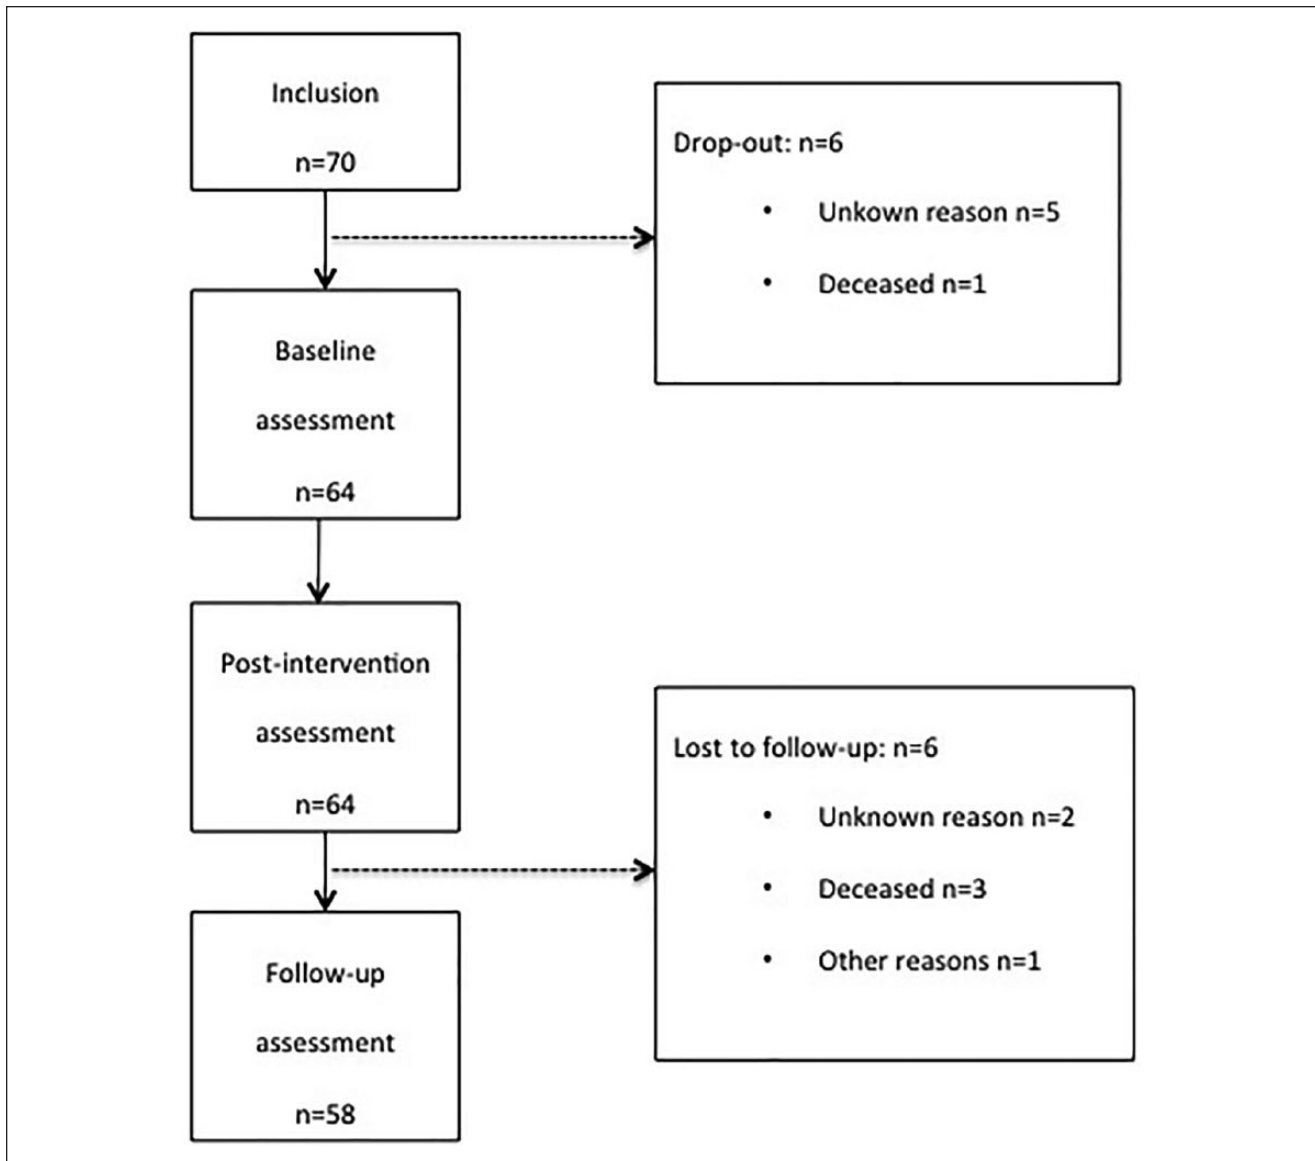 Inclusion
n=70
Drop-out: n=6
• Unkown reason n=5
• Deceased n=1
Baseline
assessment
n=64
Post-intervention
assessment
n=64
Lost to follow-up: n=6
• Unknown reason n=2
• Deceased n=3
• Other reasons n=1
Follow-up
assessment
n=58